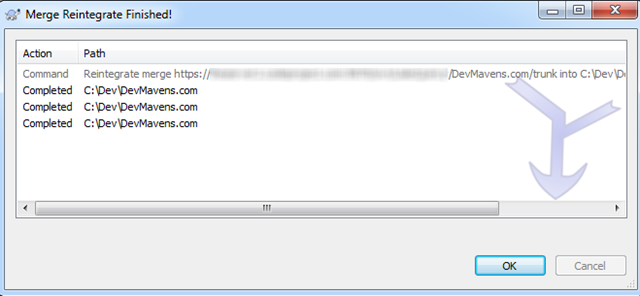 Merge Reintegrate Finished!
Action Path
Command Reintegrate merge https:// /DevMavens.com/trunk into C:\Dev\D
Completed C:\Dev\DevMavens.com
Completed C:\Dev\DevMavens.com
Completed C:\Dev\DevMavens.com
OK Cancel